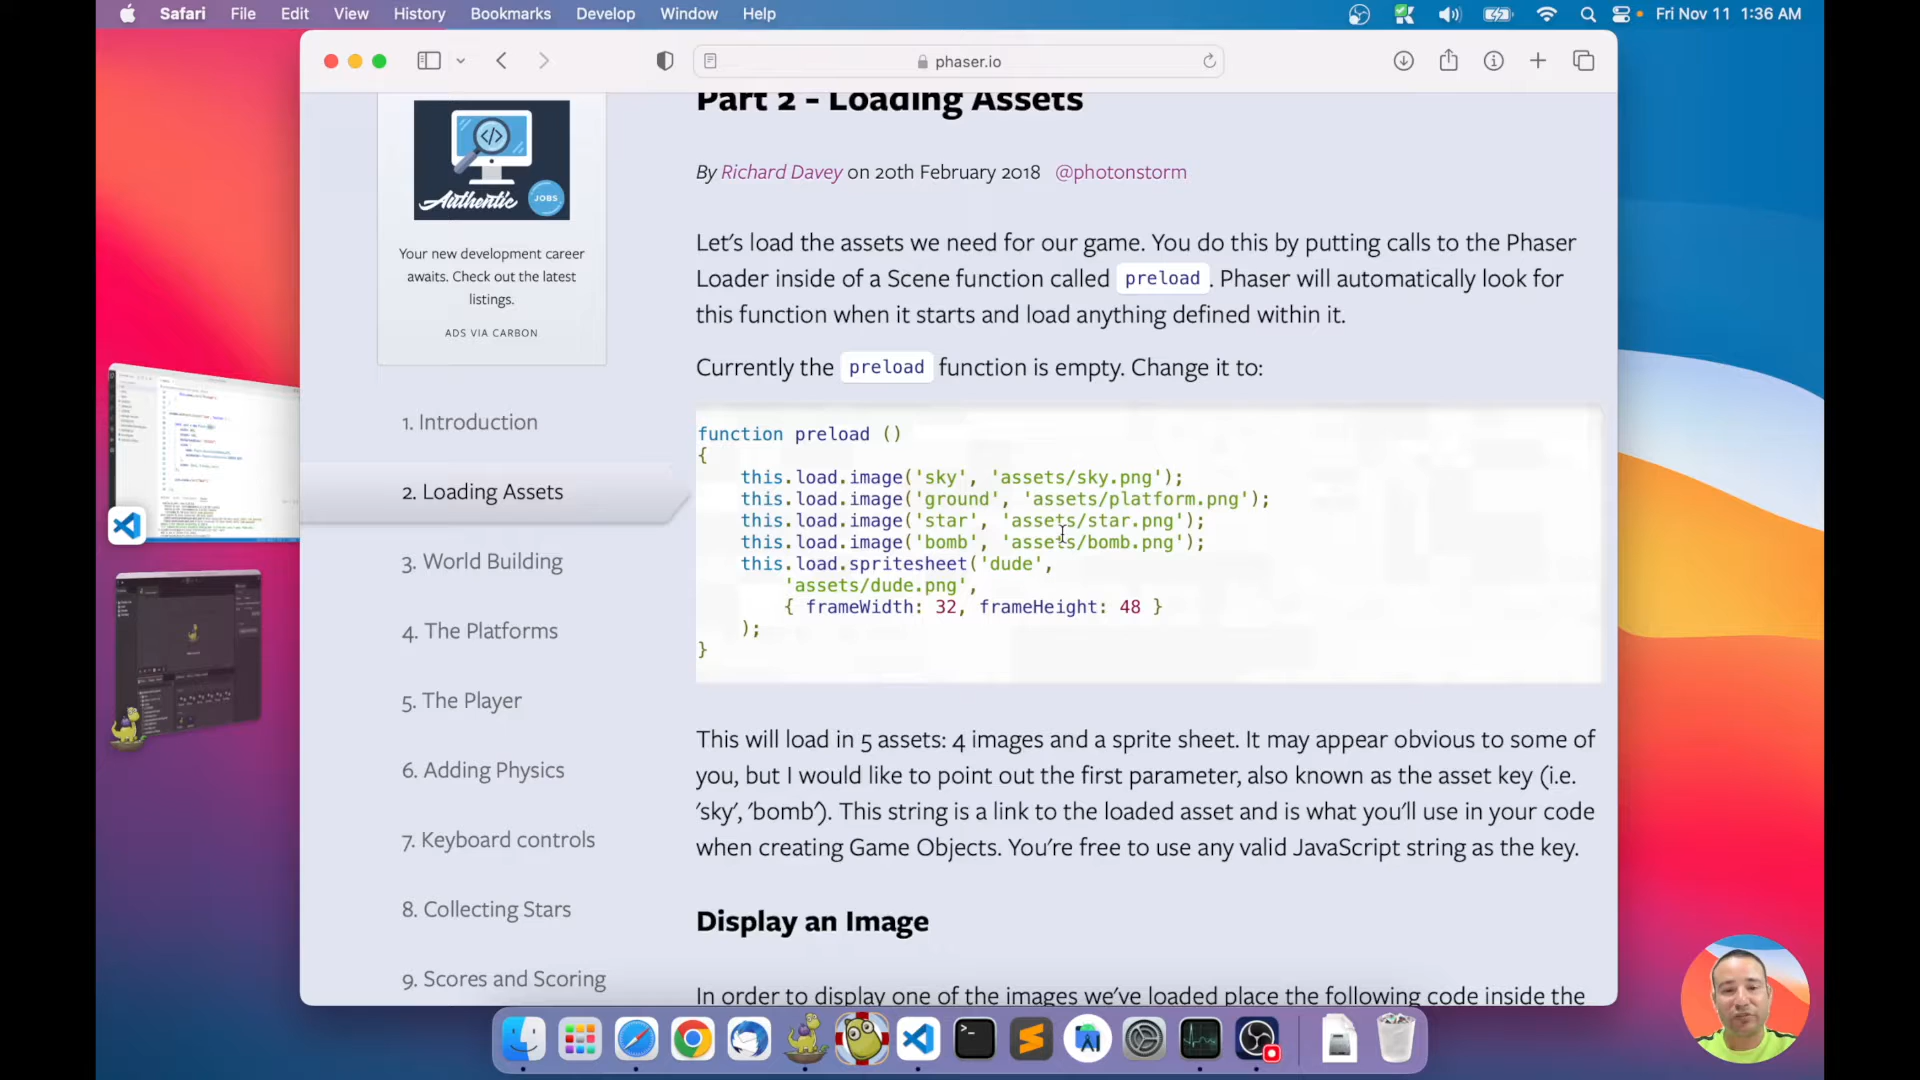 Safari File Edit View History Bookmarks Develop Window Help
Fri Nov 11 1:36 AM
phaser.io
Part 2 - Loading Assets
Authentic JOBS
Your new development career
awaits. Check out the latest
listings.
ADS VIA CARBON
1. Introduction
2. Loading Assets
3. World Building
4. The Platforms
5. The Player
6. Adding Physics
7. Keyboard controls
8. Collecting Stars
9. Scores and Scoring
By Richard Davey on 20th February 2018 @photonstorm
Let's load the assets we need for our game. You do this by putting calls to the Phaser
Loader inside of a Scene function called preload. Phaser will automatically look for
this function when it starts and load anything defined within it.
Currently the preload function is empty. Change it to:
function preload ()
{
    this.load.image('sky', 'assets/sky.png');
    this.load.image('ground', 'assets/platform.png');
    this.load.image('star', 'assets/star.png');
    this.load.image('bomb', 'assets/bomb.png');
    this.load.spritesheet('dude',
        'assets/dude.png',
        { frameWidth: 32, frameHeight: 48 }
    );
}
This will load in 5 assets: 4 images and a sprite sheet. It may appear obvious to some of
you, but I would like to point out the first parameter, also known as the asset key (i.e.
'sky', 'bomb'). This string is a link to the loaded asset and is what you'll use in your code
when creating Game Objects. You're free to use any valid JavaScript string as the key.
Display an Image
In order to display one of the images we've loaded place the following code inside the